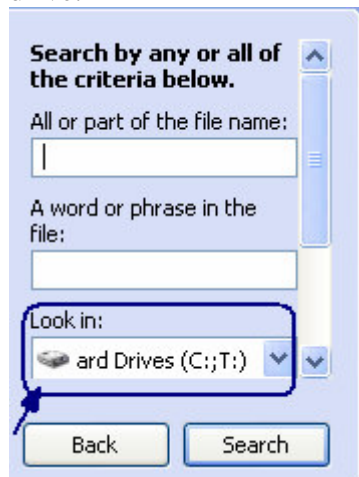 Search by any or all of
the criteria below.
All or part of the file name:
A word or phrase in the
file:
Look in:
ard Drives (C:;T:)
Back
Search